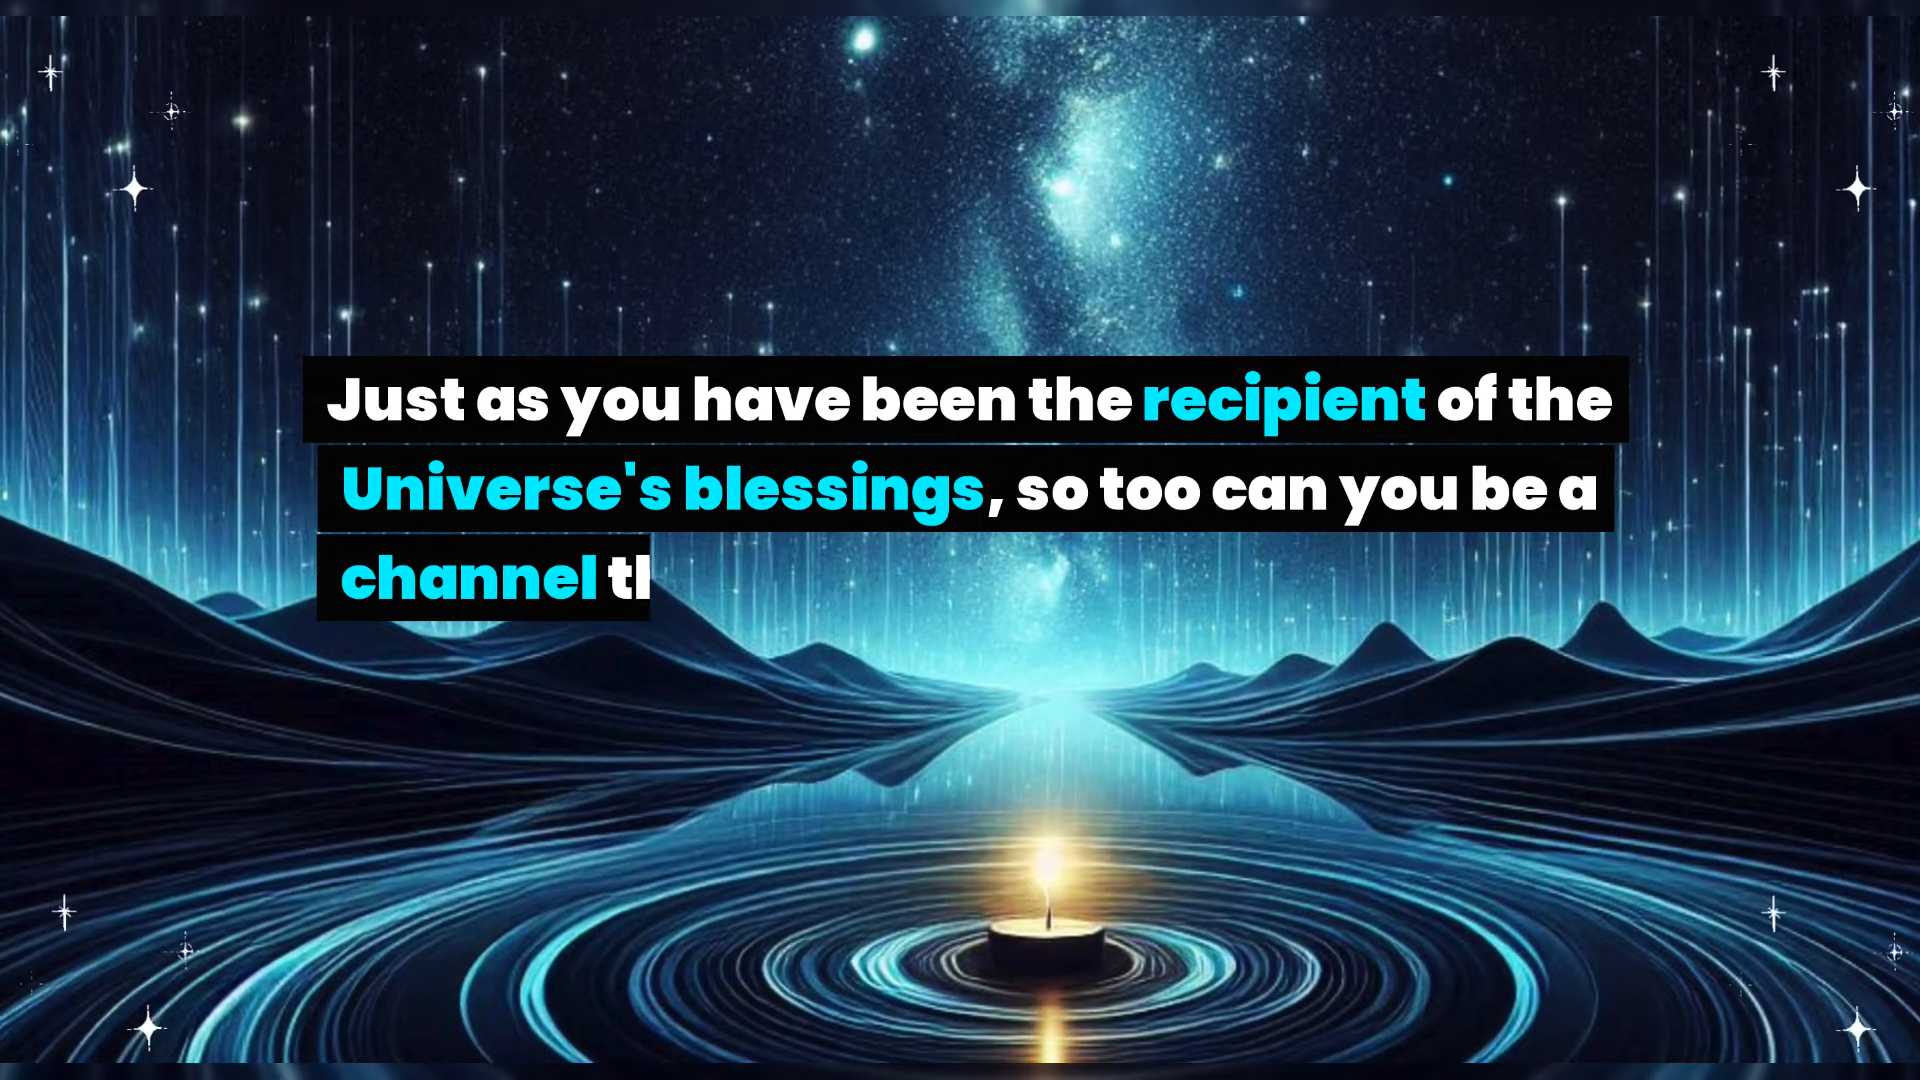 Just as you have been the recipient of the
Universe's blessings, so too can you be a
channel